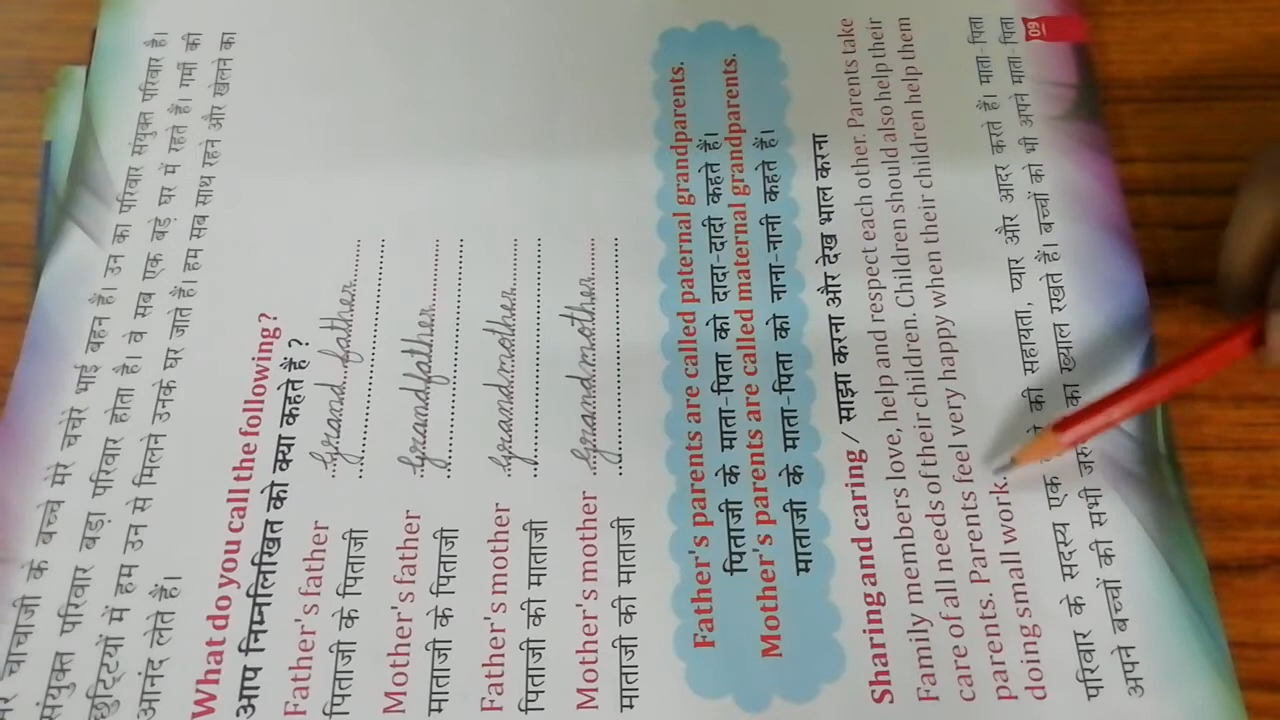 चाचाजी के बच्चे मेरे चचेरे भाई बहन हैं। उन का परिवार संयुक्त परिवार है।
संयुक्त परिवार बड़ा परिवार होता है। वे सब एक बड़े घर में रहते हैं। गर्मी की
छुट्टियों में हम उन से मिलने उनके घर जाते हैं। हम सब साथ रहने और खेलने का
आनंद लेते हैं।
What do you call the following?
आप निम्नलिखित को क्या कहते हैं ?
Father's father Grand father
पिताजी के पिताजी
Mother's father Grandfather
माताजी के पिताजी
Father's mother Grandmother
पिताजी की माताजी
Mother's mother Grandmother
माताजी की माताजी
Father's parents are called paternal grandparents.
पिताजी के माता-पिता को दादा-दादी कहते हैं।
Mother's parents are called maternal grandparents.
माताजी के माता-पिता को नाना-नानी कहते हैं।
Sharing and caring / साझा करना और देख भाल करना
Family members love, help and respect each other. Parents take
care of all needs of their children. Children should also help their
parents. Parents feel very happy when their children help them
doing small work.
परिवार के सदस्य एक की सहायता, प्यार और आदर करते हैं। माता-पिता
अपने बच्चों की सभी का ख्याल रखते हैं। बच्चों को भी अपने माता-पिता
09